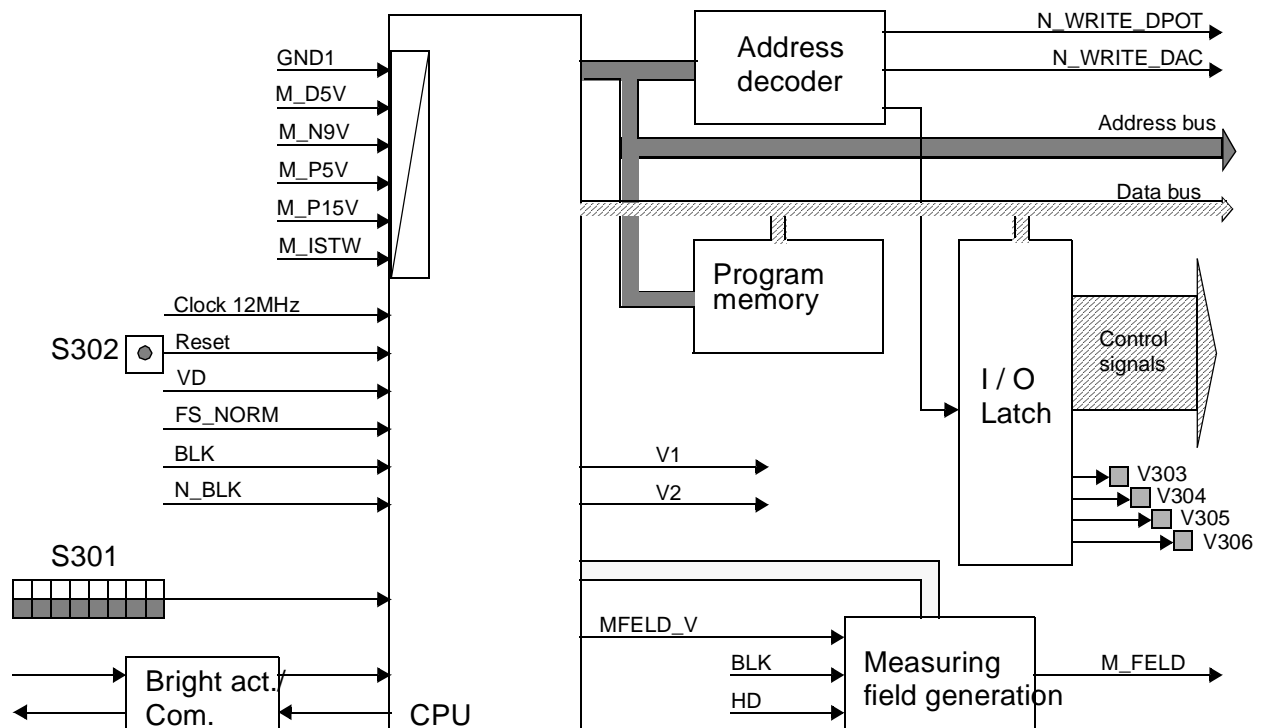 N_WRITE_DPOT
Address
decoder
GND1
N_WRITE_DAC
M_D5V
Address bus
M_N9V
M_P5V
Data bus
M_P15V
M_ISTW
Program
memory
Clock 12MHz
S302
Reset
Control
signals
VD
I / O
Latch
FS_NORM
BLK
V1
N_BLK
V2
V303
V304
V305
V306
S301
MFELD_V
BLK
Measuring
field generation
M_FELD
HD
Bright act./
Com.
CPU